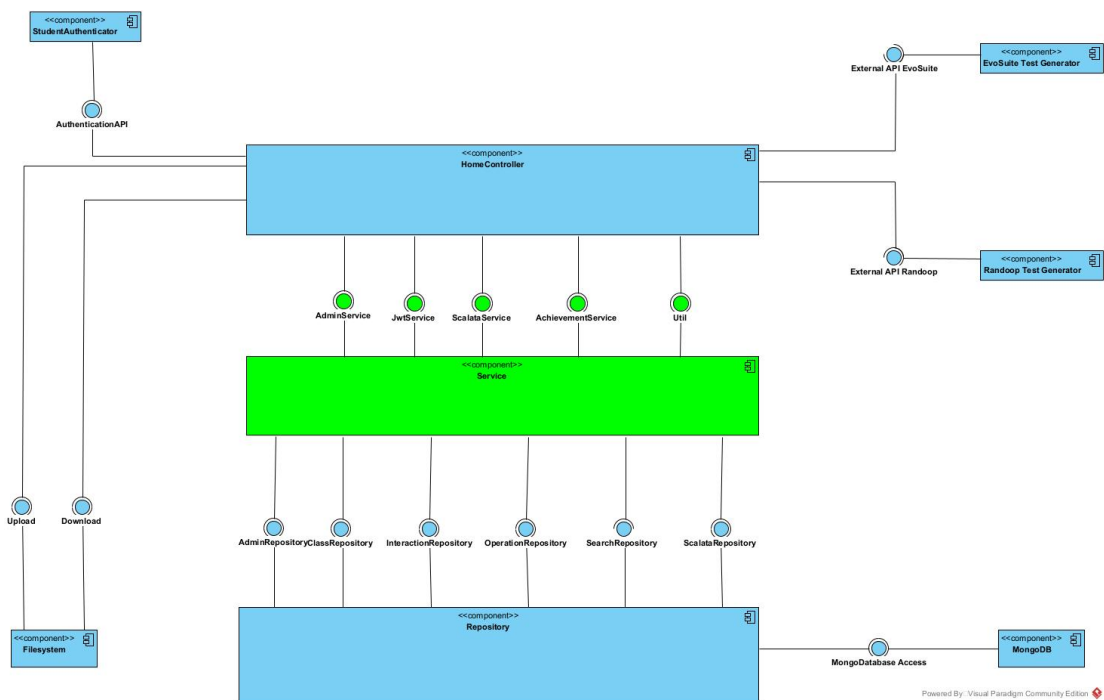 <<component>>
StudentAuthenticator
AuthenticationAPI
External API EvoSuite
<<component>>
EvoSuite Test Generator
<<component>>
HomeController
External API Randoop
<<component>>
Randoop Test Generator
AdminService
JwtService
ScalataService
AchievementService
Util
<<component>>
Service
Upload
Download
AdminRepository
ClassRepository
InteractionRepository
OperationRepository
SearchRepository
ScalataRepository
<<component>>
Filesystem
<<component>>
Repository
MongoDatabase Access
<<component>>
MongoDB
Powered By Visual Paradigm Community Edition